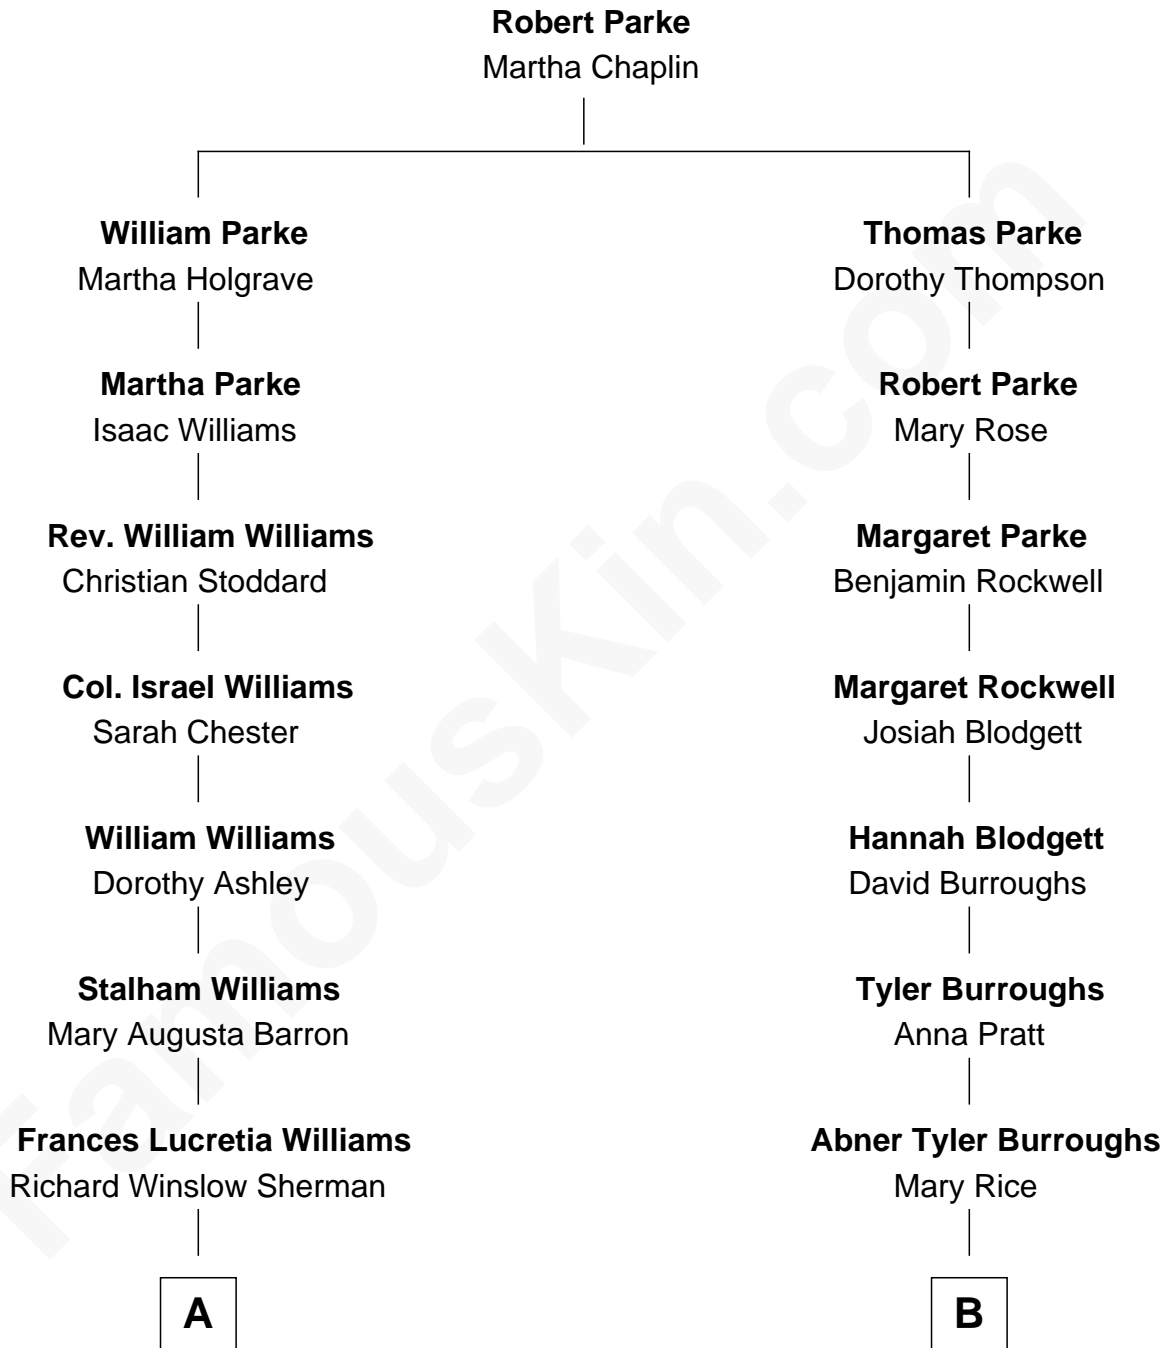 Robert Parke
Martha Chaplin
William Parke
Martha Holgrave
Thomas Parke
Dorothy Thompson
Martha Parke
Isaac Williams
Robert Parke
Mary Rose
Rev. William Williams
Christian Stoddard
Margaret Parke
Benjamin Rockwell
Col. Israel Williams
Sarah Chester
Margaret Rockwell
Josiah Blodgett
William Williams
Dorothy Ashley
Hannah Blodgett
David Burroughs
Stalham Williams
Mary Augusta Barron
Tyler Burroughs
Anna Pratt
Frances Lucretia Williams
Richard Winslow Sherman
Abner Tyler Burroughs
Mary Rice
A
B
FamousKin.com